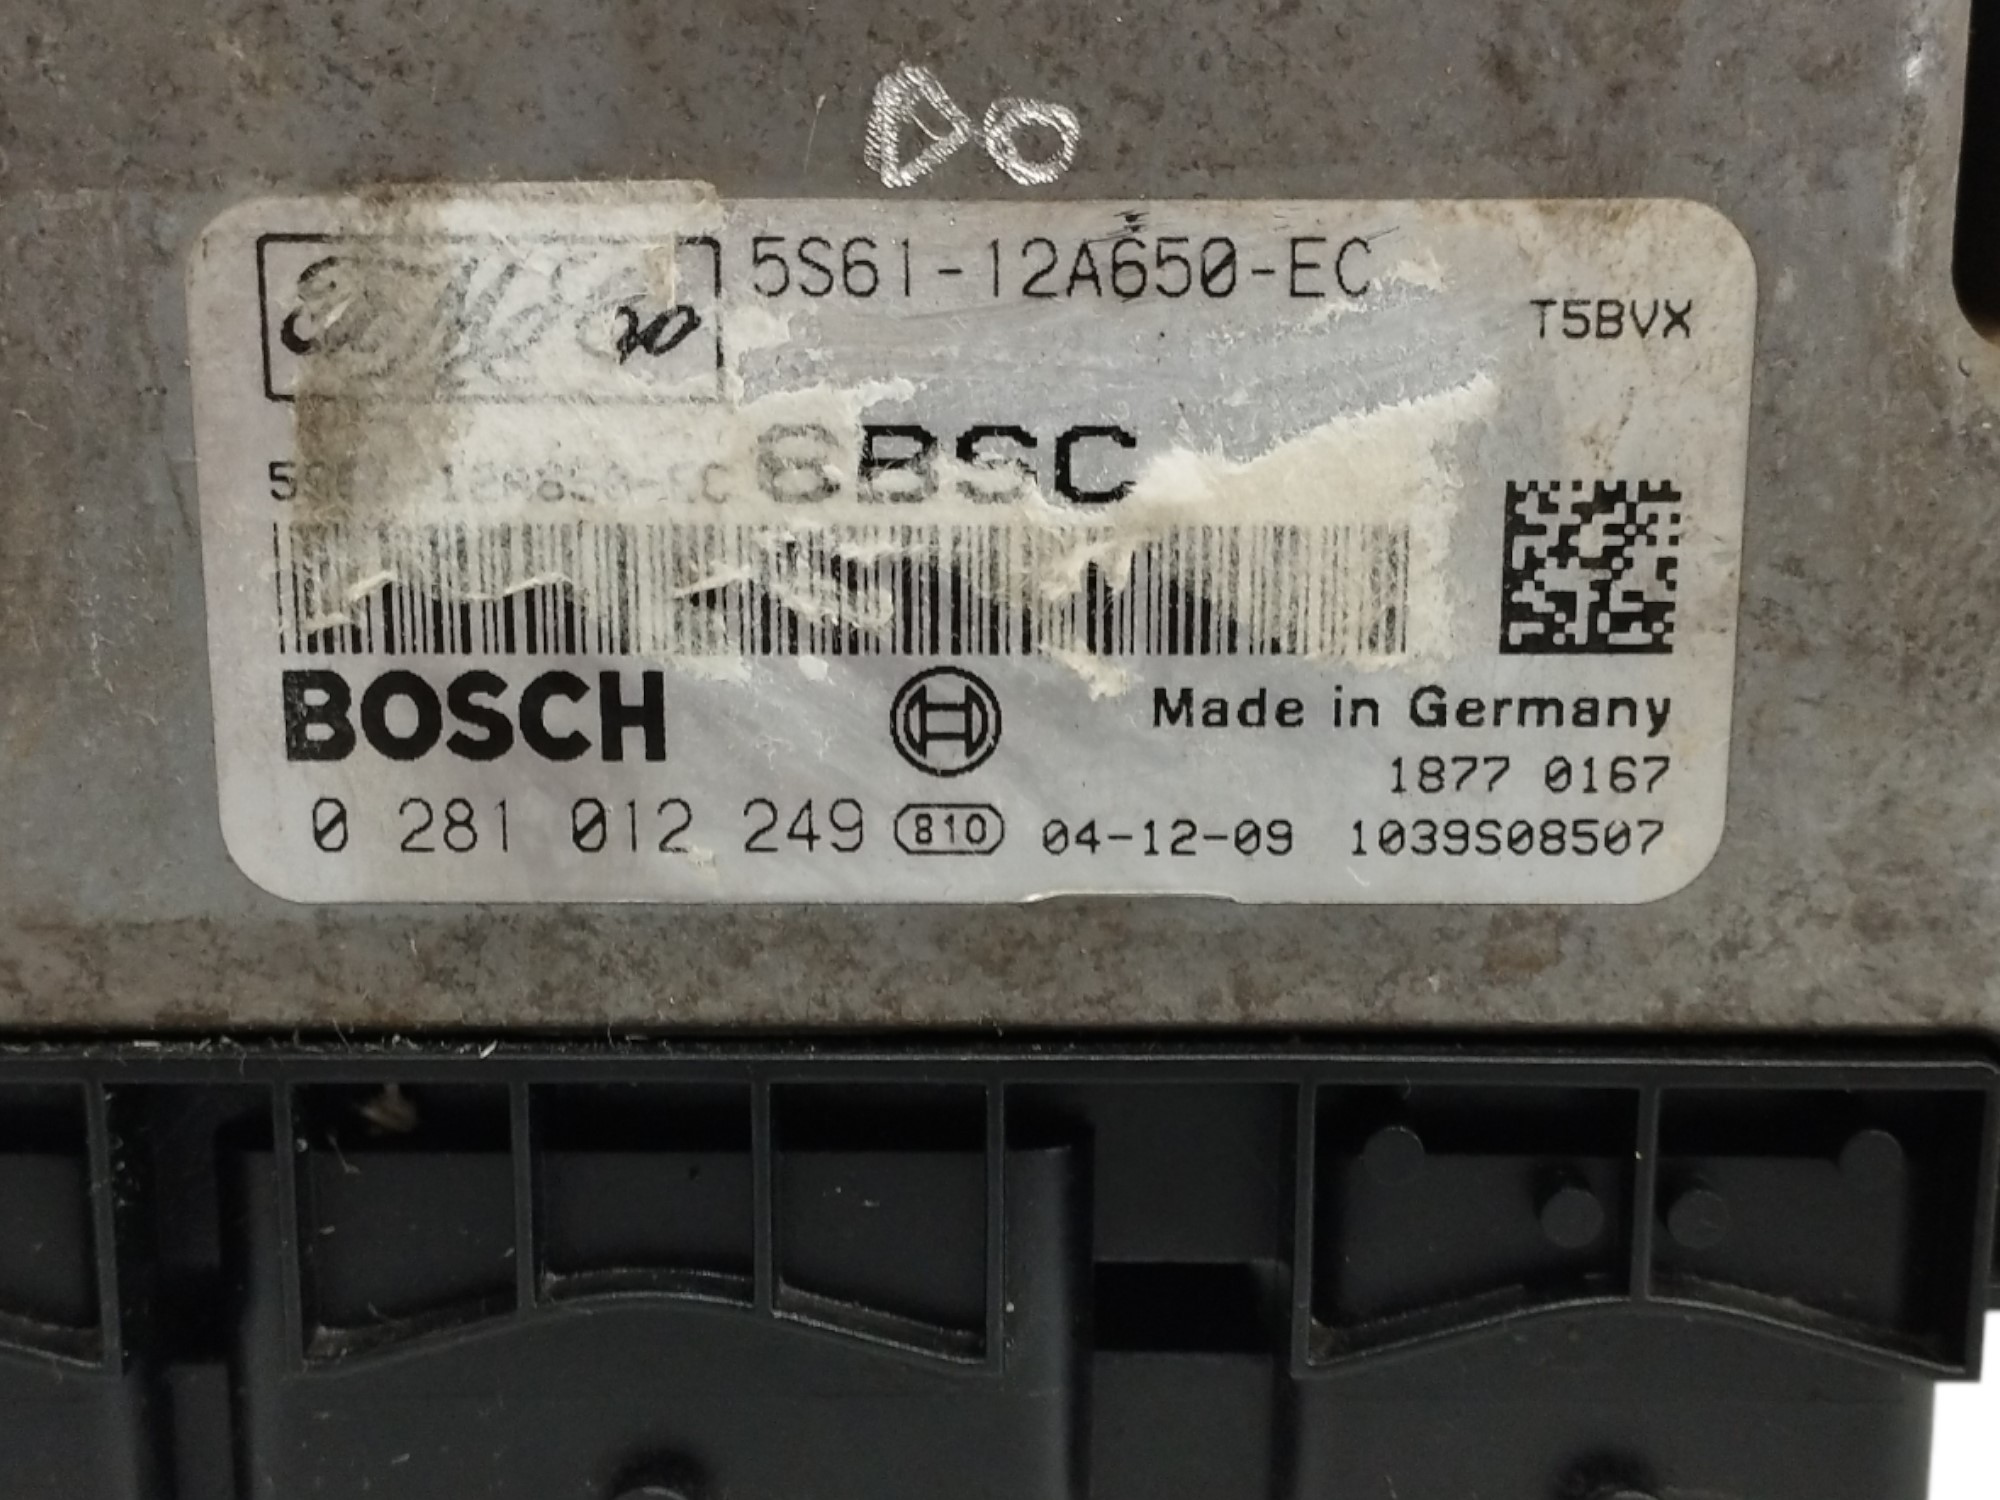 DO
5S61-12A650-EC
T5BVX
6BSC
BOSCH
Made in Germany
1877 0167
0 281 012 249 810 04-12-09 1039S08507